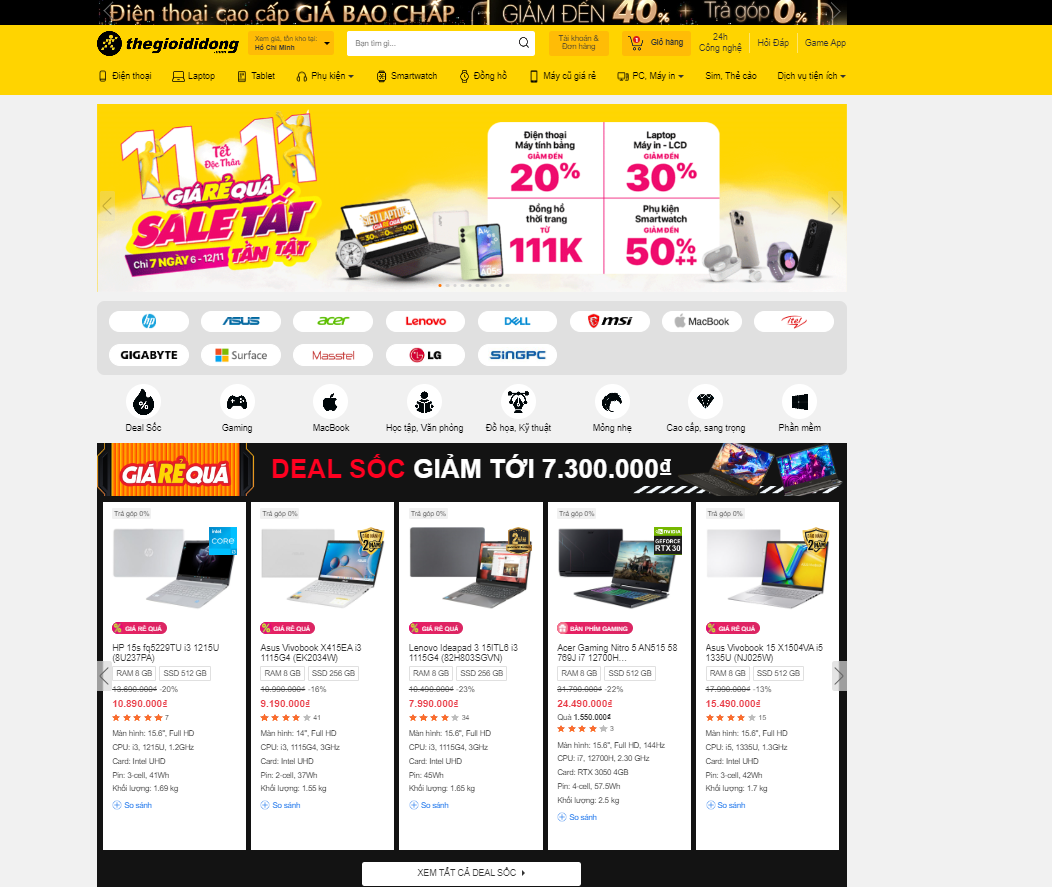 Điện thoại cao cấp GIÁ BAO CHẤP GIẢM ĐẾN 40% Trả góp 0%
thegioididong
.com
Xem giá, tồn kho tại:
Hồ Chí Minh
Bạn tìm gì...
Tài khoản &
Đơn hàng
1
Giỏ hàng
24h
Công nghệ
Hỏi Đáp
Game App
Điện thoại Laptop Tablet Phụ kiện Smartwatch Đồng hồ Máy cũ giá rẻ PC, Máy in Sim, Thẻ cào Dịch vụ tiện ích
11.11
Tết
Độc Thân
GIÁ RẺ QUÁ
SALE TẤT
TẦN TẬT
Chỉ 7 NGÀY 6 - 12/11
Điện thoại
Máy tính bảng
GIẢM ĐẾN
20%
Laptop
Máy in - LCD
GIẢM ĐẾN
30%
Đồng hồ
thời trang
TỪ
111K
Phụ kiện
Smartwatch
GIẢM ĐẾN
50%++
hp ASUS acer Lenovo DELL msi MacBook itel
GIGABYTE Surface Masstel LG SINGPC
Deal Sốc Gaming MacBook Học tập, Văn phòng Đồ họa, Kỹ thuật Mỏng nhẹ Cao cấp, sang trọng Phần mềm
GIÁ RẺ QUÁ
DEAL SỐC GIẢM TỚI 7.300.000₫
Trả góp 0%
intel
CORE
i3
GIÁ RẺ QUÁ
HP 15s fq5229TU i3 1215U
(8U237PA)
RAM 8 GB SSD 512 GB
13.690.000₫ -20%
10.890.000₫
7
Màn hình: 15.6", Full HD
CPU: i3, 1215U, 1.2GHz
Card: Intel UHD
Pin: 3-cell, 41Wh
Khối lượng: 1.69 kg
So sánh
Trả góp 0%
2 NĂM
GIÁ RẺ QUÁ
Asus Vivobook X415EA i3
1115G4 (EK2034W)
RAM 8 GB SSD 256 GB
10.990.000₫ -16%
9.190.000₫
41
Màn hình: 14", Full HD
CPU: i3, 1115G4, 3GHz
Card: Intel UHD
Pin: 2-cell, 37Wh
Khối lượng: 1.55 kg
So sánh
Trả góp 0%
2 NĂM
GIÁ RẺ QUÁ
Lenovo Ideapad 3 15ITL6 i3
1115G4 (82H803SGVN)
RAM 8 GB SSD 256 GB
10.490.000₫ -23%
7.990.000₫
34
Màn hình: 15.6", Full HD
CPU: i3, 1115G4, 3GHz
Card: Intel UHD
Pin: 45Wh
Khối lượng: 1.65 kg
So sánh
Trả góp 0%
NVIDIA
GEFORCE
RTX30
BÀN PHÍM GAMING
Acer Gaming Nitro 5 AN515 58
769J i7 12700H...
RAM 8 GB SSD 512 GB
31.790.000₫ -22%
24.490.000₫
Quà 1.550.000₫
3
Màn hình: 15.6", Full HD, 144Hz
CPU: i7, 12700H, 2.30 GHz
Card: RTX 3050 4GB
Pin: 4-cell, 57.5Wh
Khối lượng: 2.5 kg
So sánh
Trả góp 0%
2 NĂM
GIÁ RẺ QUÁ
Asus Vivobook 15 X1504VA i5
1335U (NJ025W)
RAM 8 GB SSD 512 GB
17.990.000₫ -13%
15.490.000₫
15
Màn hình: 15.6", Full HD
CPU: i5, 1335U, 1.3GHz
Card: Intel UHD
Pin: 3-cell, 42Wh
Khối lượng: 1.7 kg
So sánh
XEM TẤT CẢ DEAL SỐC